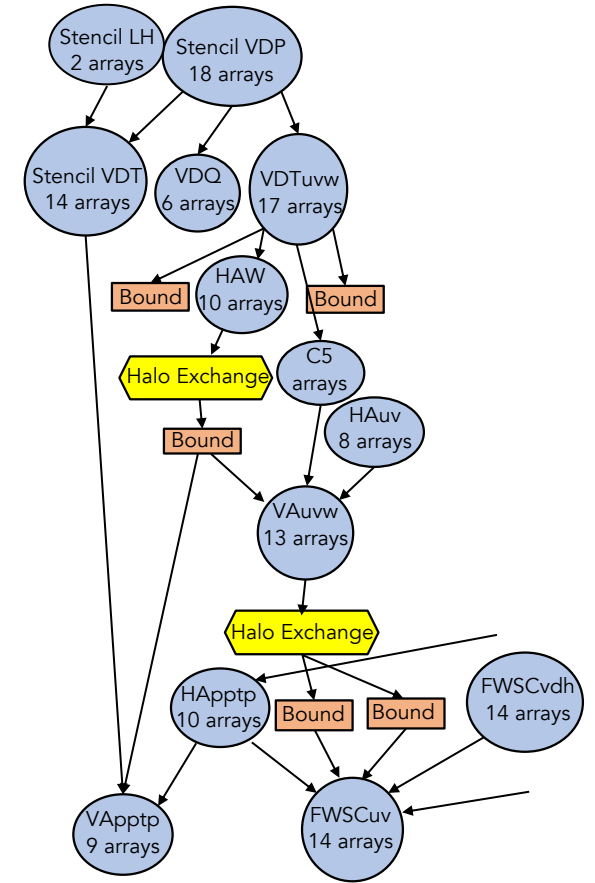 Stencil LH
2 arrays
Stencil VDP
18 arrays
Stencil VDT
14 arrays
VDQ
6 arrays
VDTuvw
17 arrays
Bound
HAW
10 arrays
Bound
Halo Exchange
C5
arrays
HAuv
8 arrays
Bound
VAuvw
13 arrays
Halo Exchange
HApptp
10 arrays
Bound
Bound
FWSCvdh
14 arrays
VApptp
9 arrays
FWSCuv
14 arrays